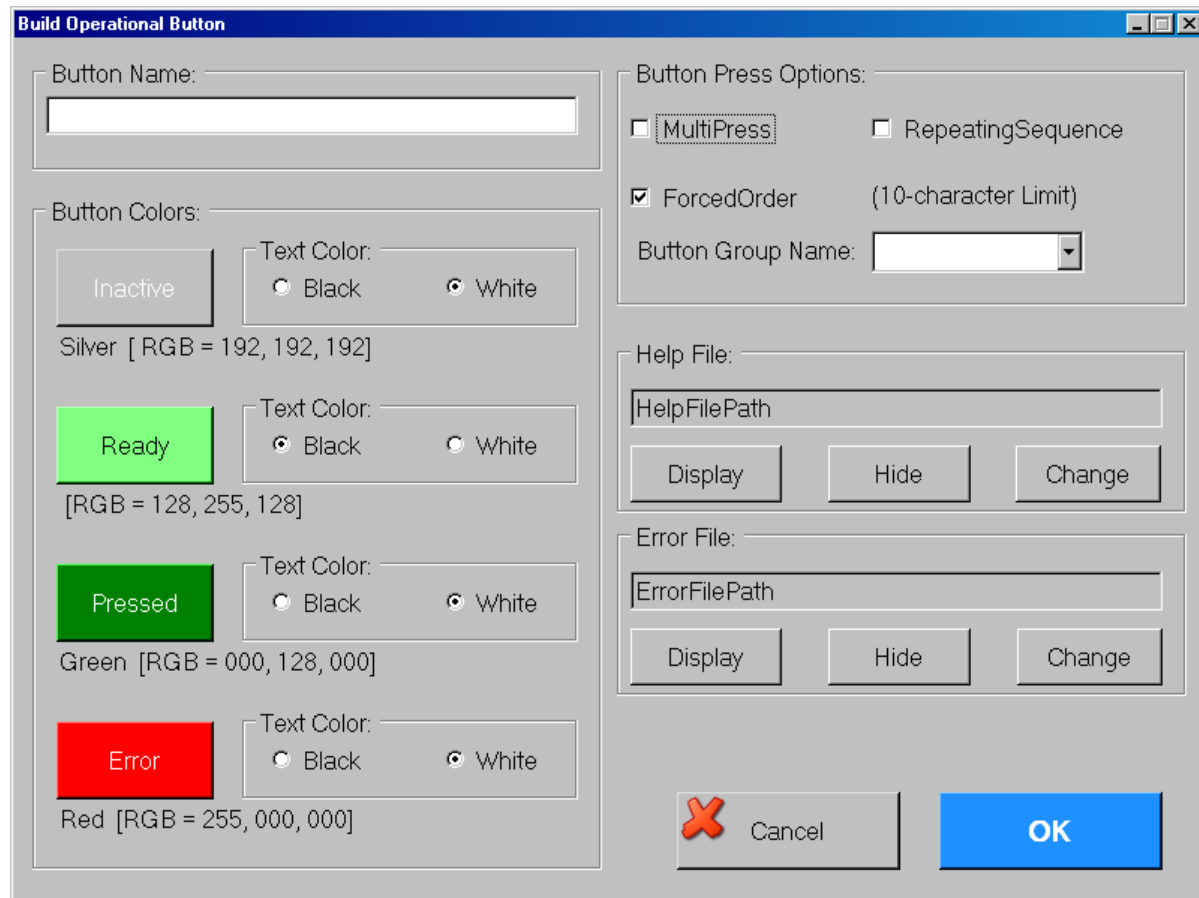 Build Operational Button
Button Name:
Button Colors:
Inactive
Text Color:
Black White
Silver [ RGB = 192, 192, 192]
Ready
Text Color:
Black White
[RGB = 128, 255, 128]
Pressed
Text Color:
Black White
Green [RGB = 000, 128, 000]
Error
Text Color:
Black White
Red [RGB = 255, 000, 000]
Button Press Options:
MultiPress RepeatingSequence
ForcedOrder (10-character Limit)
Button Group Name:
Help File:
HelpFilePath
Display Hide Change
Error File:
ErrorFilePath
Display Hide Change
Cancel OK